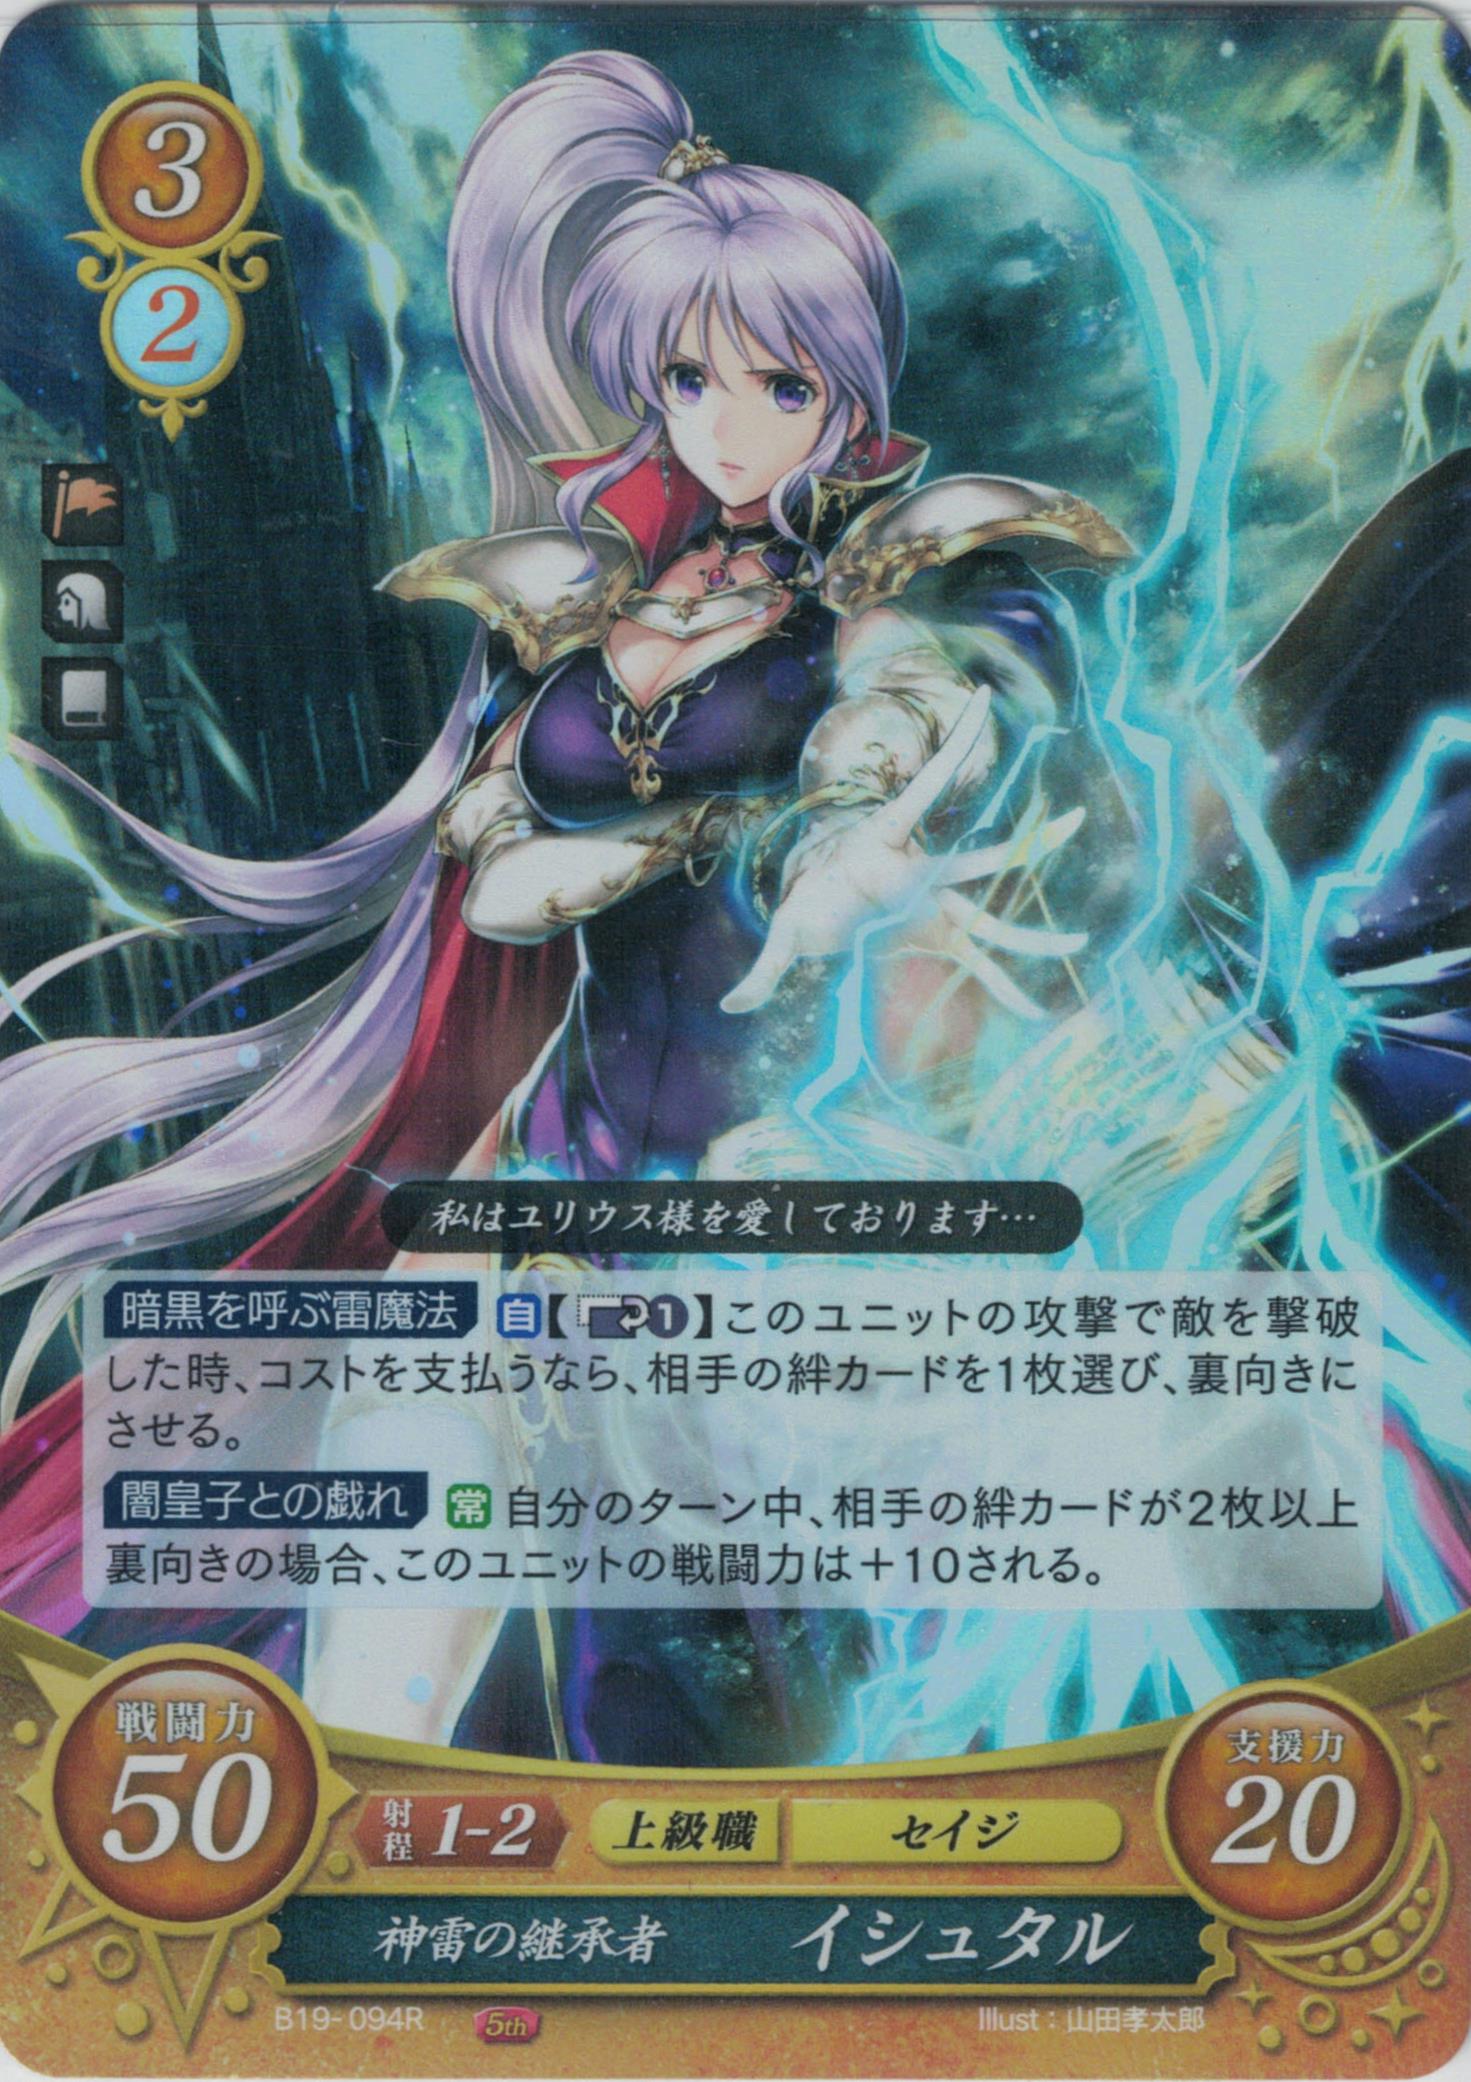 3
2
私はユリウス様を愛しております…
暗黒を呼ぶ雷魔法 自【1】このユニットの攻撃で敵を撃破
した時、コストを支払うなら、相手の絆カードを1枚選び、裏向きに
させる。
闇皇子との戯れ 常 自分のターン中、相手の絆カードが2枚以上
裏向きの場合、このユニットの戦闘力は＋10される。
戦闘力
50
射程 1-2
上級職
セイジ
支援力
20
神雷の継承者 イシュタル
B19-094R 5th Illust：山田孝太郎